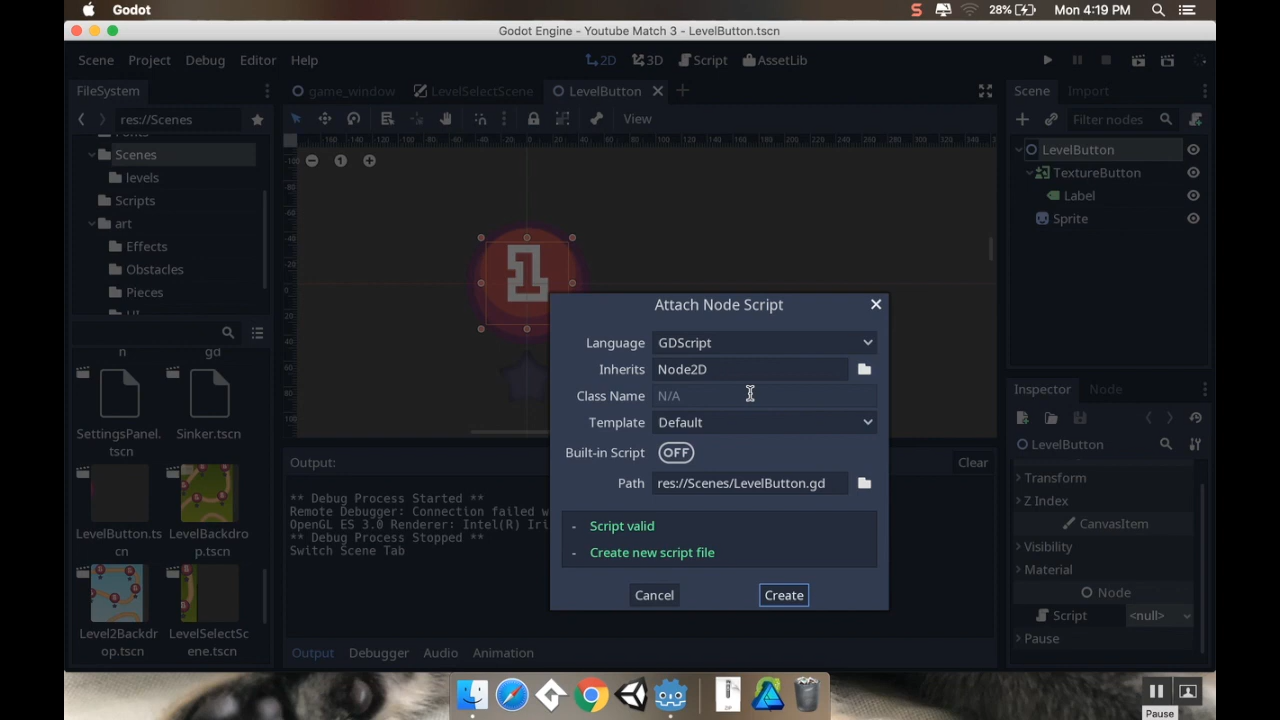 Godot
28%
Mon 4:19 PM
Godot Engine - Youtube Match 3 - LevelButton.tscn
Scene Project Debug Editor Help
2D 3D Script AssetLib
FileSystem
game_window LevelSelectScene LevelButton
Scene Import
res://Scenes
View
Filter nodes
Scenes
levels
Scripts
art
Effects
Obstacles
Pieces
LevelButton
TextureButton
Label
Sprite
1
Attach Node Script
Language GDScript
Inherits Node2D
Class Name N/A
Template Default
Built-in Script OFF
Path res://Scenes/LevelButton.gd
- Script valid
- Create new script file
Cancel Create
n gd
SettingsPanel.
tscn
Sinker.tscn
LevelButton.ts
cn
LevelBackdro
p.tscn
Level2Backdr
op.tscn
LevelSelectSc
ene.tscn
Output: Clear
** Debug Process Started **
Remote Debugger: Connection failed w
OpenGL ES 3.0 Renderer: Intel(R) Iri
** Debug Process Stopped **
Switch Scene Tab
Output Debugger Audio Animation
Inspector Node
LevelButton
Transform
Z Index
CanvasItem
Visibility
Material
Node
Script <null>
Pause
Pause